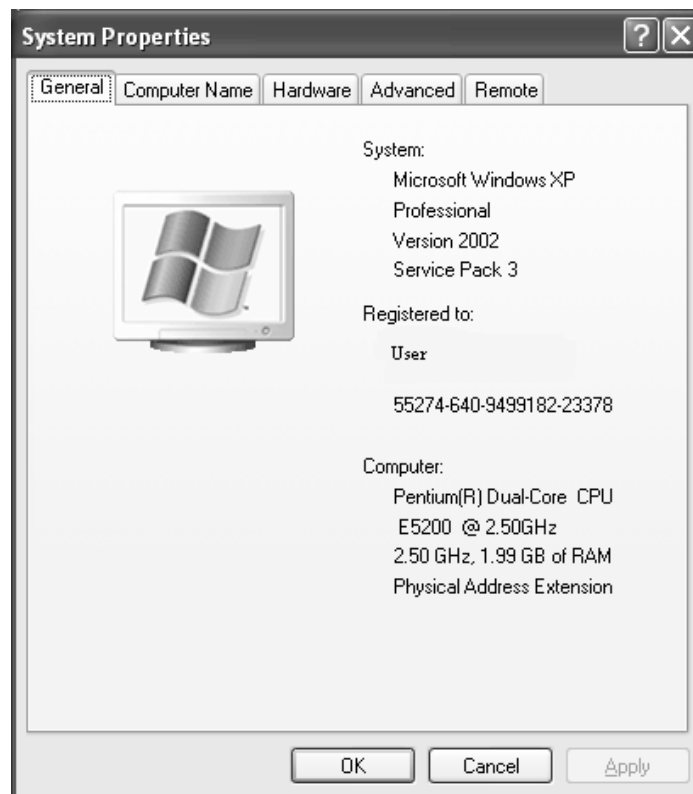 System Properties
General Computer Name Hardware Advanced Remote
System:
Microsoft Windows XP
Professional
Version 2002
Service Pack 3
Registered to:
User
55274-640-9499182-23378
Computer:
Pentium(R) Dual-Core CPU
E5200 @ 2.50GHz
2.50 GHz, 1.99 GB of RAM
Physical Address Extension
OK Cancel Apply